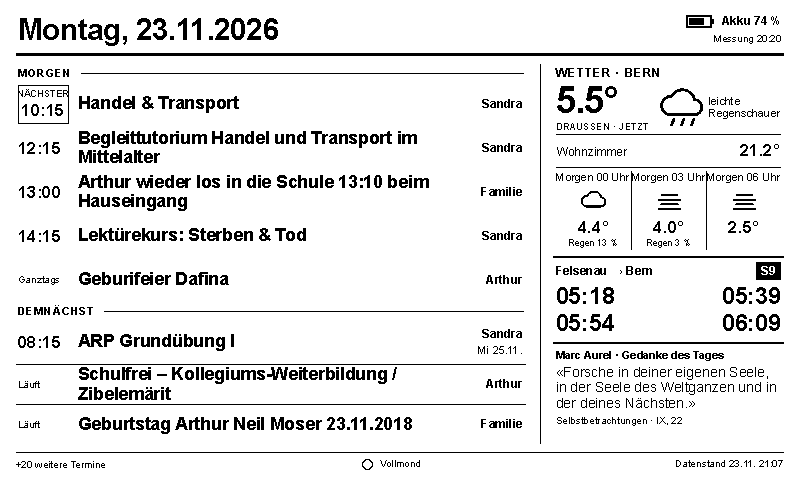 Montag, 23.11.2026
Akku 74 %
Messung 20:20
MORGEN
NÄCHSTER
10:15 Handel & Transport Sandra
12:15 Begleittutorium Handel und Transport im
Mittelalter Sandra
13:00 Arthur wieder los in die Schule 13:10 beim
Hauseingang Familie
14:15 Lektürekurs: Sterben & Tod Sandra
Ganztags Geburifeier Dafina Arthur
DEMNÄCHST
08:15 ARP Grundübung I Sandra
Mi 25.11.
Läuft Schulfrei – Kollegiums-Weiterbildung /
Zibelemärit Arthur
Läuft Geburtstag Arthur Neil Moser 23.11.2018 Familie
WETTER · BERN
5.5°
leichte
Regenschauer
DRAUSSEN · JETZT
Wohnzimmer 21.2°
Morgen 00 Uhr Morgen 03 Uhr Morgen 06 Uhr
4.4° 4.0° 2.5°
Regen 13 % Regen 3 %
Felsenau › Bern S9
05:18 05:39
05:54 06:09
Marc Aurel · Gedanke des Tages
«Forsche in deiner eigenen Seele,
in der Seele des Weltganzen und in
der deines Nächsten.»
Selbstbetrachtungen · IX, 22
+20 weitere Termine
Vollmond
Datenstand 23.11. 21:07